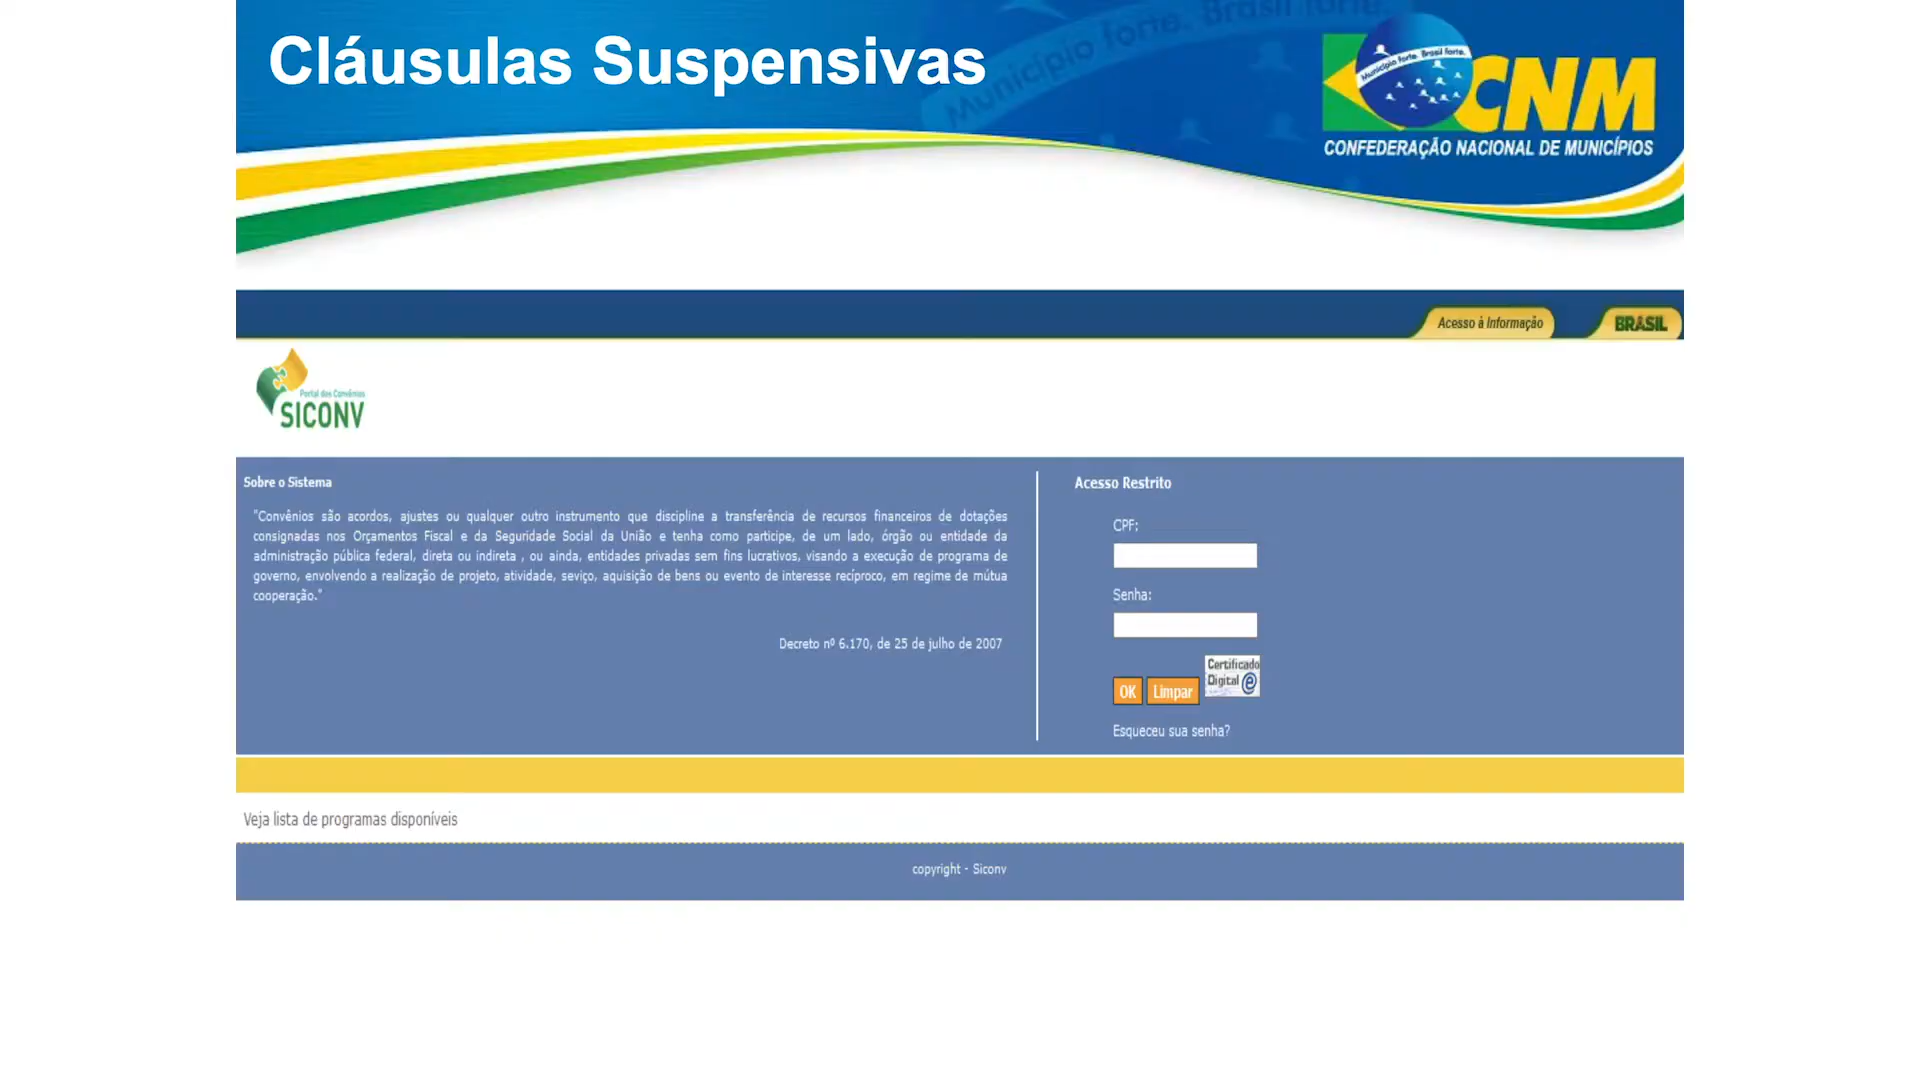 Cláusulas Suspensivas
Município forte. Brasil forte.
Município forte. Brasil forte.
CNM
CONFEDERAÇÃO NACIONAL DE MUNICÍPIOS
Acesso à Informação
BRASIL
Portal dos Convênios
SICONV
Sobre o Sistema
"Convênios são acordos, ajustes ou qualquer outro instrumento que discipline a transferência de recursos financeiros de dotações
consignadas nos Orçamentos Fiscal e da Seguridade Social da União e tenha como partícipe, de um lado, órgão ou entidade da
administração pública federal, direta ou indireta , ou ainda, entidades privadas sem fins lucrativos, visando a execução de programa de
governo, envolvendo a realização de projeto, atividade, seviço, aquisição de bens ou evento de interesse recíproco, em regime de mútua
cooperação."
Decreto nº 6.170, de 25 de julho de 2007
Acesso Restrito
CPF:
Senha:
OK
Limpar
Certificado
Digital
Esqueceu sua senha?
Veja lista de programas disponíveis
copyright - Siconv